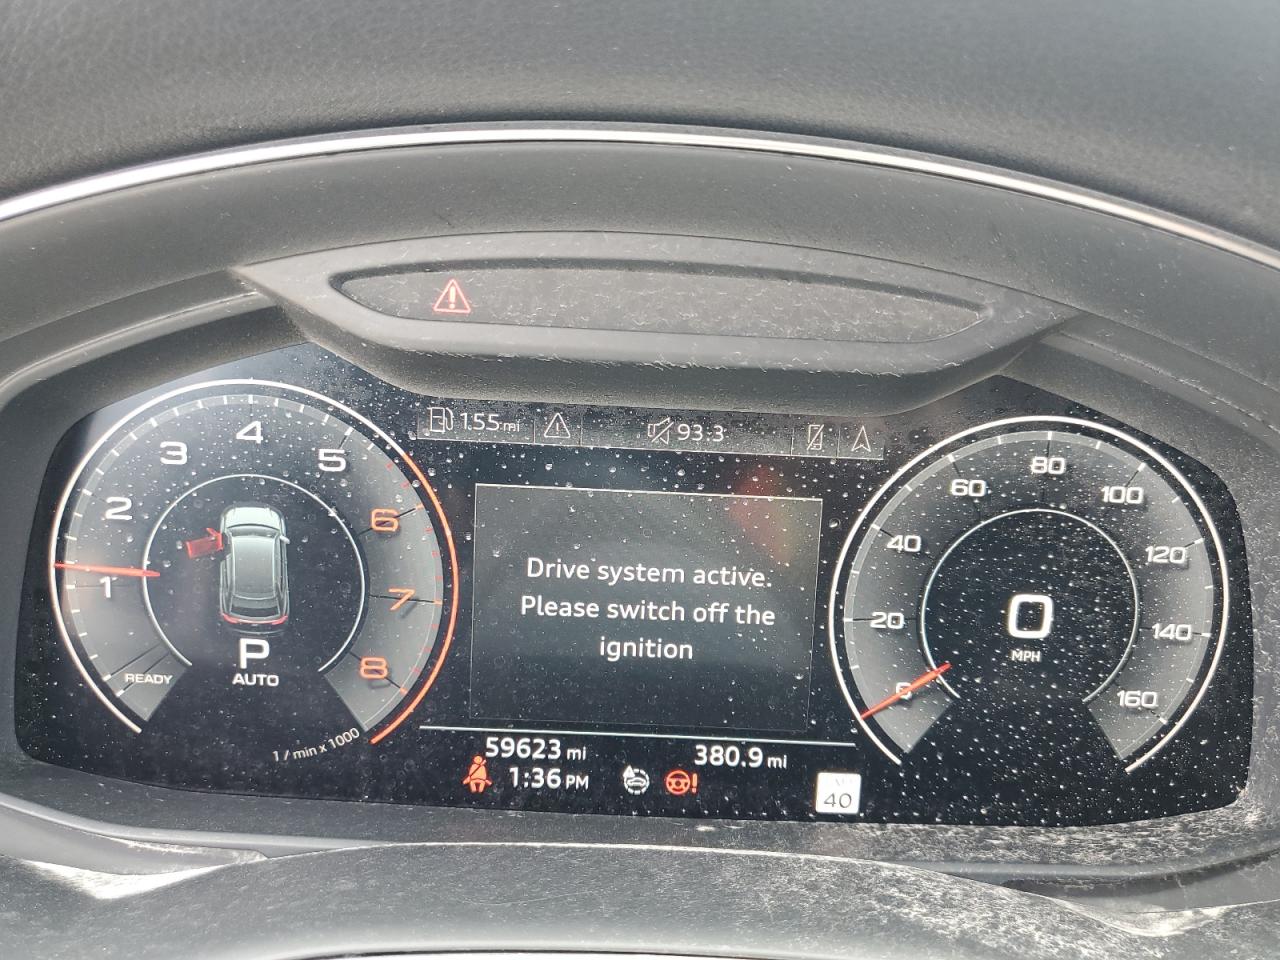 155 mi
93.3
1
2
3
4
5
6
7
8
READY
1 / min x 1000
P
AUTO
Drive system active.
Please switch off the
ignition
0
20
40
60
80
100
120
140
160
0
MPH
59623 mi
380.9 mi
1:36 PM
40